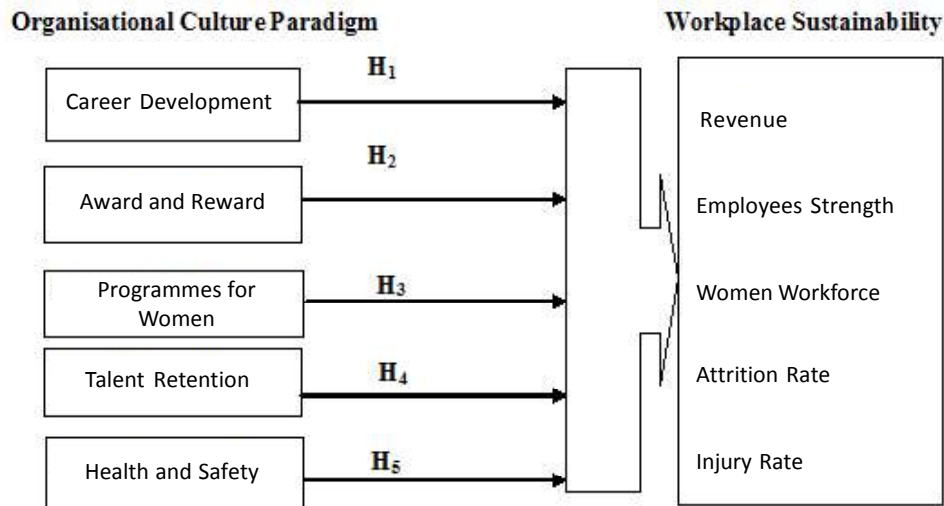 Organisational Culture Paradigm
Workplace Sustainability
H1
Career Development
Revenue
H2
Award and Reward
Employees Strength
Programmes for
Women
H3
Women Workforce
Talent Retention
H4
Attrition Rate
Health and Safety
H5
Injury Rate